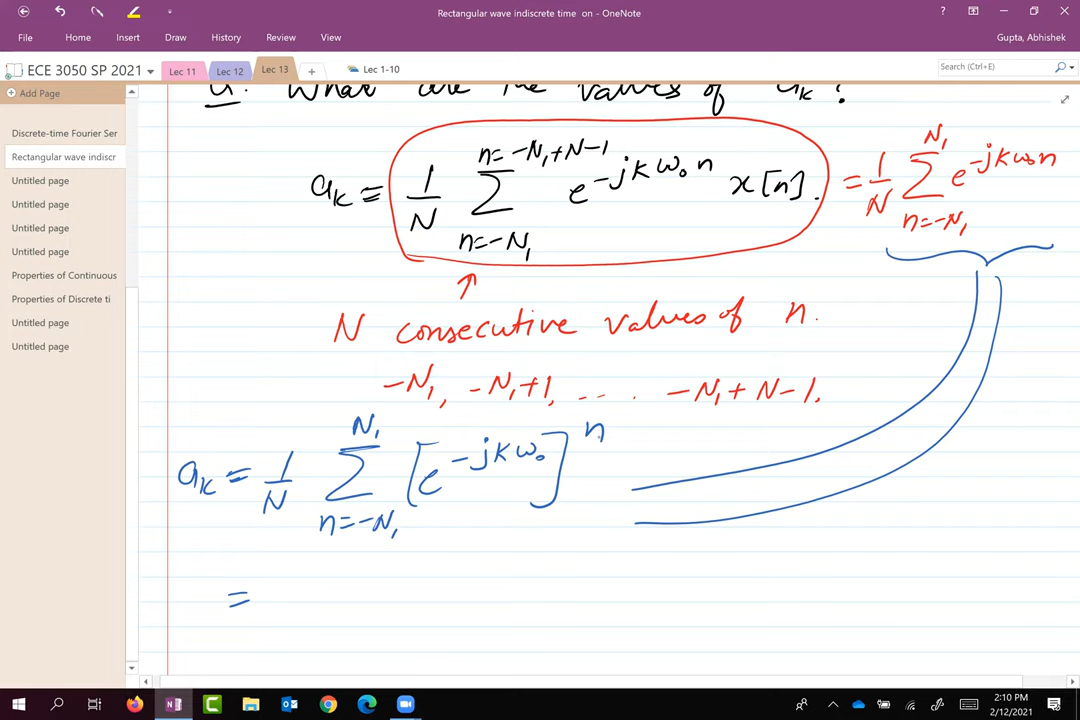 Rectangular wave indiscrete time on - OneNote
File Home Insert Draw History Review View
Gupta, Abhishek
ECE 3050 SP 2021 Lec 11 Lec 12 Lec 13 + Lec 1-10
Search (Ctrl+E)
Add Page
Discrete-time Fourier Ser
Rectangular wave indiscr
Untitled page
Untitled page
Untitled page
Untitled page
Properties of Continuous
Properties of Discrete ti
Untitled page
Untitled page
Q: What are the values of a_k?
a_k = 1/N Σ_{n=-N_1}^{n=-N_1+N-1} e^{-jkω_0 n} x[n]. = 1/N Σ_{n=-N_1}^{N_1} e^{-jkω_0 n}
N consecutive values of n.
-N_1, -N_1+1, ..... -N_1+N-1.
a_k = 1/N Σ_{n=-N_1}^{N_1} [e^{-jkω_0}]^n
=
2:10 PM
2/12/2021